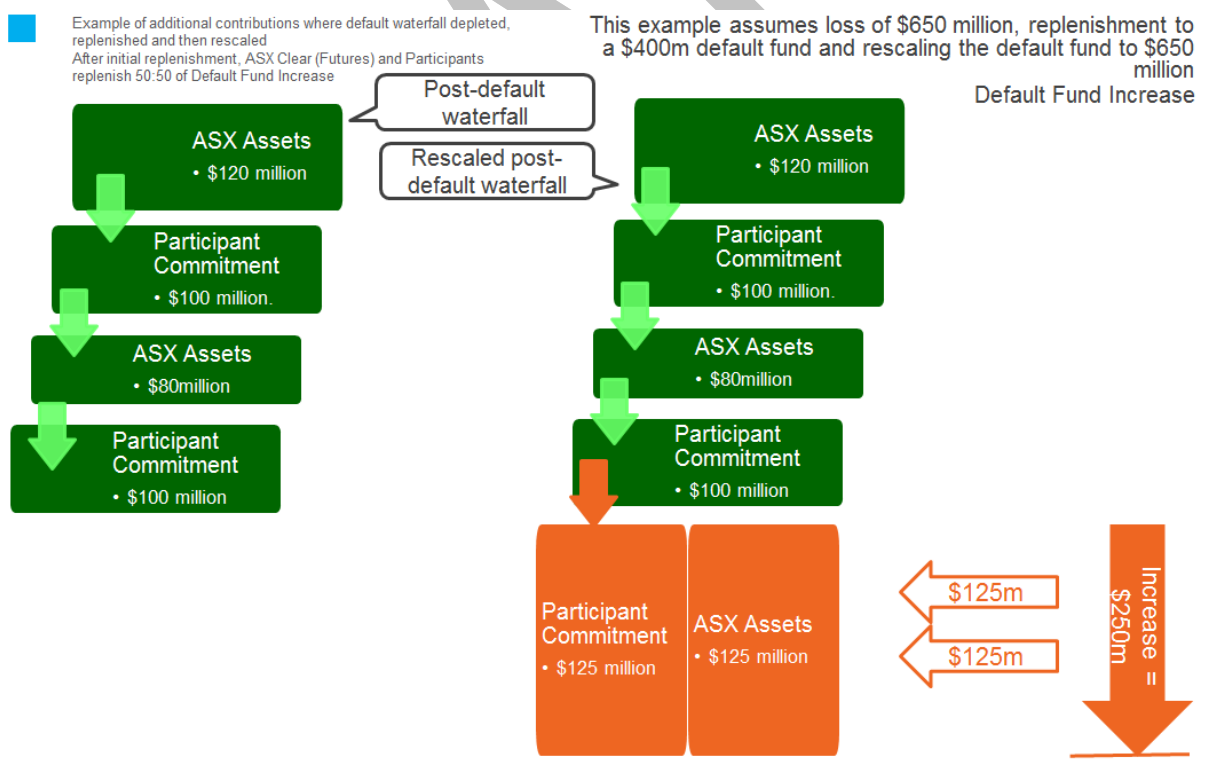 Example of additional contributions where default waterfall depleted,
replenished and then rescaled
After initial replenishment, ASX Clear (Futures) and Participants
replenish 50:50 of Default Fund Increase
This example assumes loss of $650 million, replenishment to
a $400m default fund and rescaling the default fund to $650
million
Default Fund Increase
Post-default
waterfall
Rescaled post-
default waterfall
ASX Assets
• $120 million
Participant
Commitment
• $100 million.
ASX Assets
• $80million
Participant
Commitment
• $100 million
ASX Assets
• $120 million
Participant
Commitment
• $100 million.
ASX Assets
• $80million
Participant
Commitment
• $100 million
Participant
Commitment
• $125 million
ASX Assets
• $125 million
$125m
$125m
Increase =
$250m